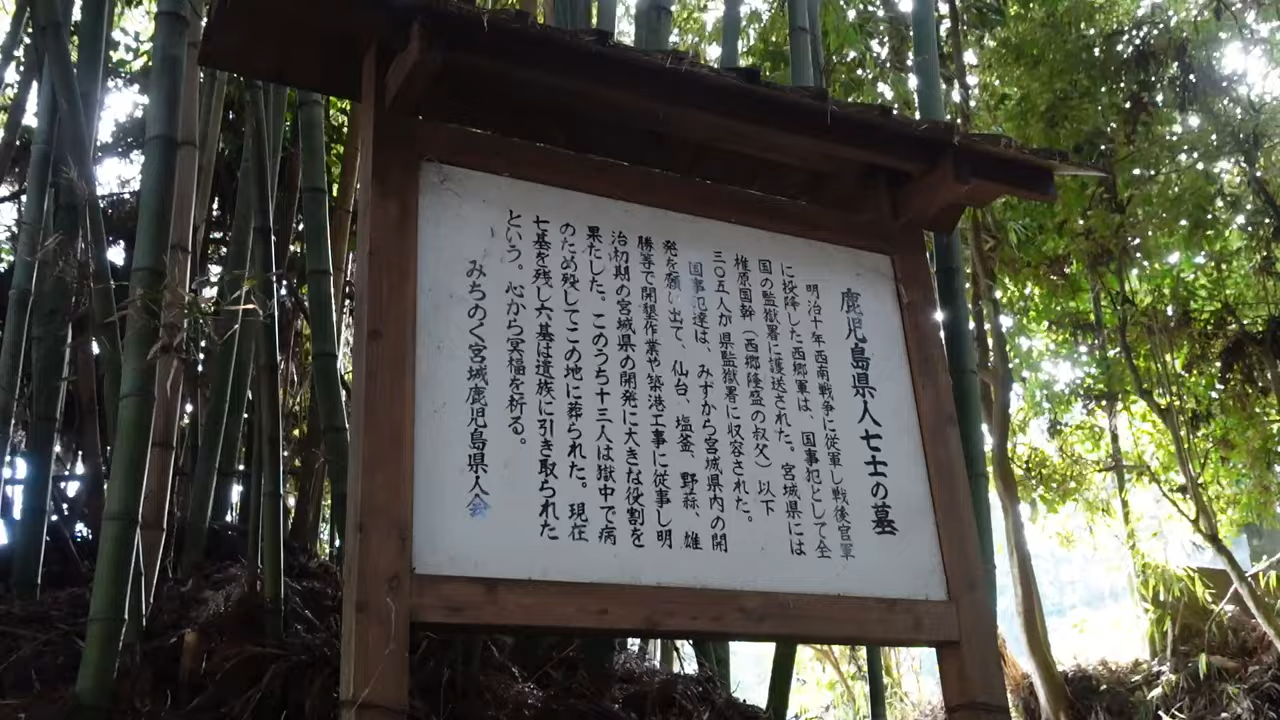 鹿児島県人七士の墓
明治十年西南戦争に従軍し戦後官軍
に投降した西郷軍は、国事犯として全
国の監獄署に護送された。宮城県には
椎原国幹(西郷隆盛の叔父)以下
三〇五人が県監獄署に収容された。
国事犯達は、みずから宮城県内の開
発を願い出て、仙台、塩釜、野蒜、雄
勝等で開墾作業や築港工事に従事し明
治初期の宮城県の開発に大きな役割を
果たした。このうち十三人は獄中で病
のため歿してこの地に葬られた。現在
七基を残し六基は遺族に引き取られた
という。心から冥福を祈る。
みちのく宮城鹿児島県人会